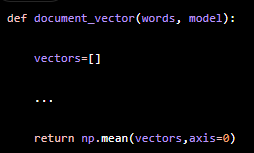 def document_vector(words, model):
vectors=[]
...
return np.mean(vectors,axis=0)